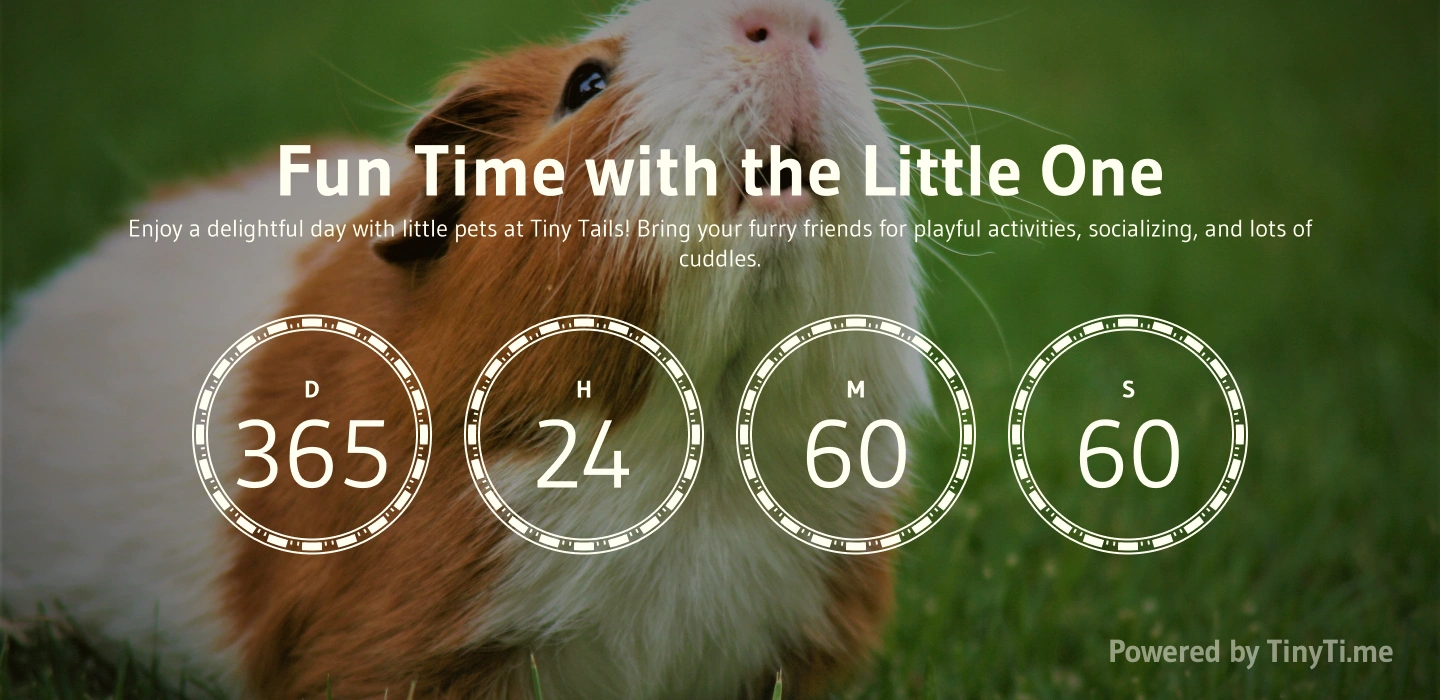 Fun Time with the Little One
Enjoy a delightful day with little pets at Tiny Tails! Bring your furry friends for playful activities, socializing, and lots of
cuddles.
D
365
H
24
M
60
S
60
Powered by TinyTi.me